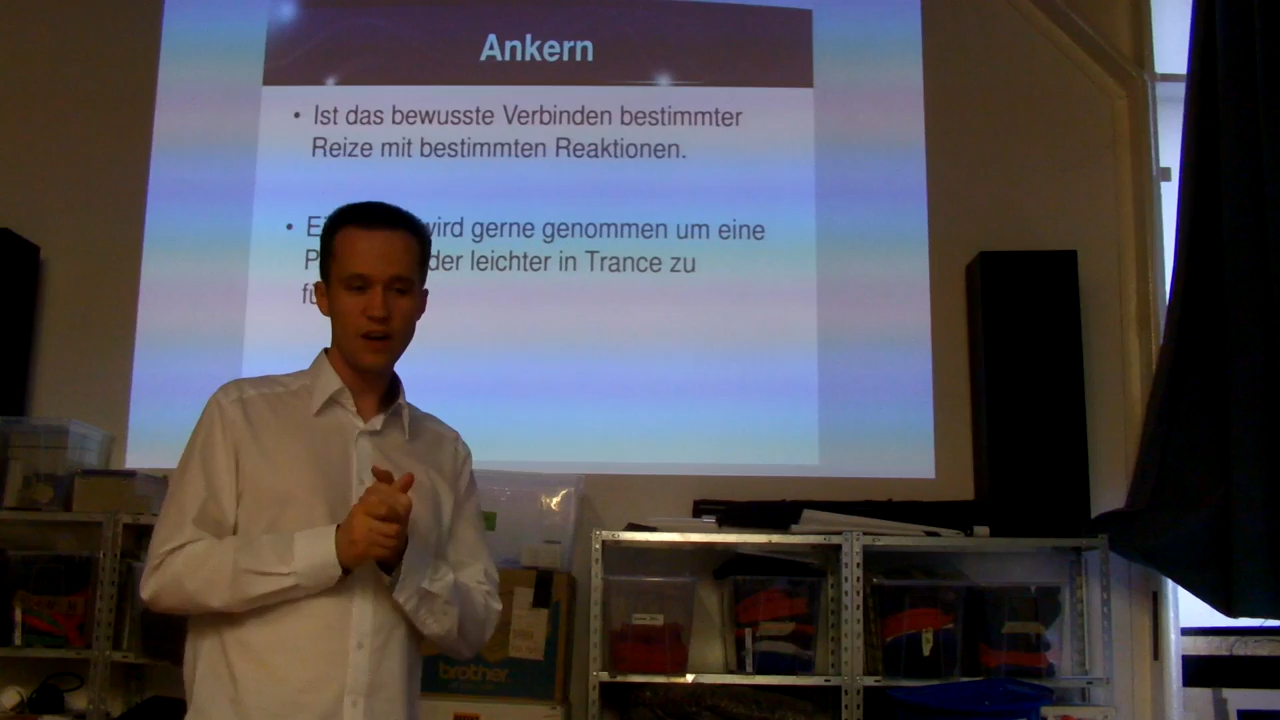 Ankern
• Ist das bewusste Verbinden bestimmter
Reize mit bestimmten Reaktionen.
• wird gerne genommen um eine
leichter in Trance zu
brother